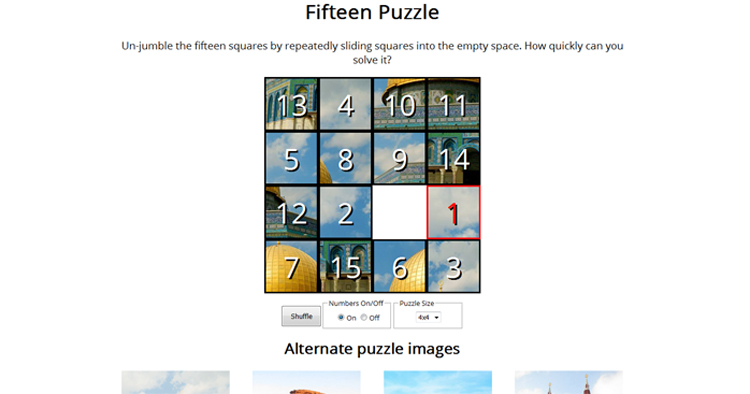 Fifteen Puzzle
Un-jumble the fifteen squares by repeatedly sliding squares into the empty space. How quickly can you
solve it?
13 4 10 11
5 8 9 14
12 2 1
7 15 6 3
Shuffle
Numbers On/Off
On Off
Puzzle Size
4x4
Alternate puzzle images